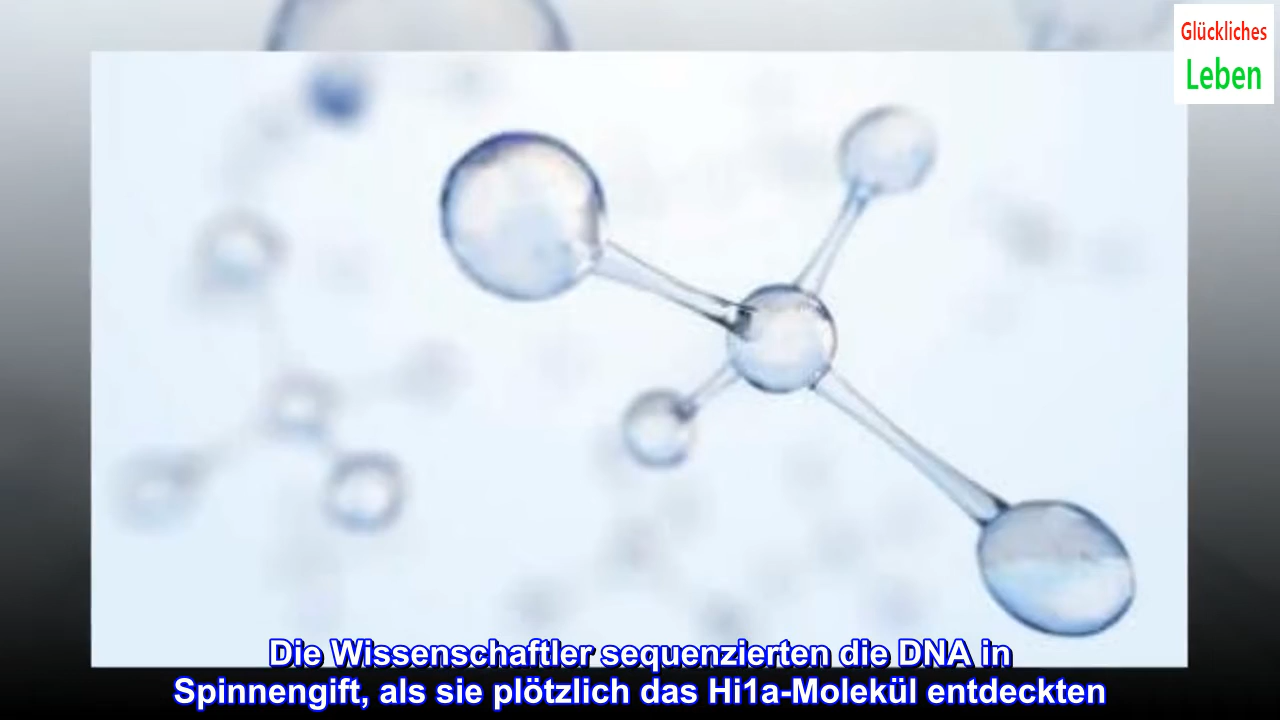 Glückliches
Leben
Die Wissenschaftler sequenzierten die DNA in
Spinnengift, als sie plötzlich das Hi1a-Molekül entdeckten